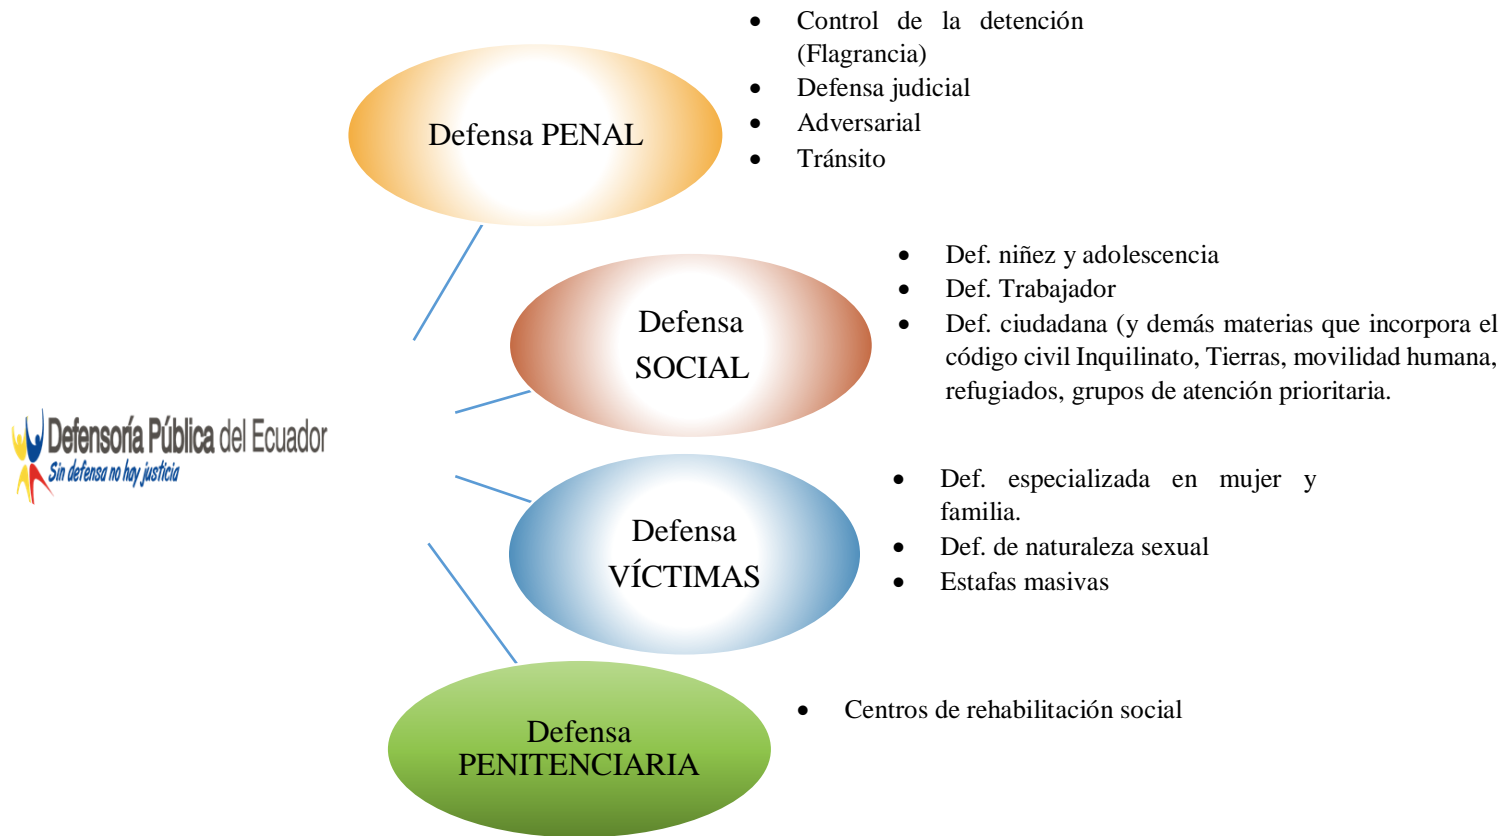 Defensoría Pública del Ecuador
Sin defensa no hay justicia
Defensa PENAL
• Control de la detención
(Flagrancia)
• Defensa judicial
• Adversarial
• Tránsito
Defensa
SOCIAL
• Def. niñez y adolescencia
• Def. Trabajador
• Def. ciudadana (y demás materias que incorpora el
código civil Inquilinato, Tierras, movilidad humana,
refugiados, grupos de atención prioritaria.
Defensa
VÍCTIMAS
• Def. especializada en mujer y
familia.
• Def. de naturaleza sexual
• Estafas masivas
Defensa
PENITENCIARIA
• Centros de rehabilitación social